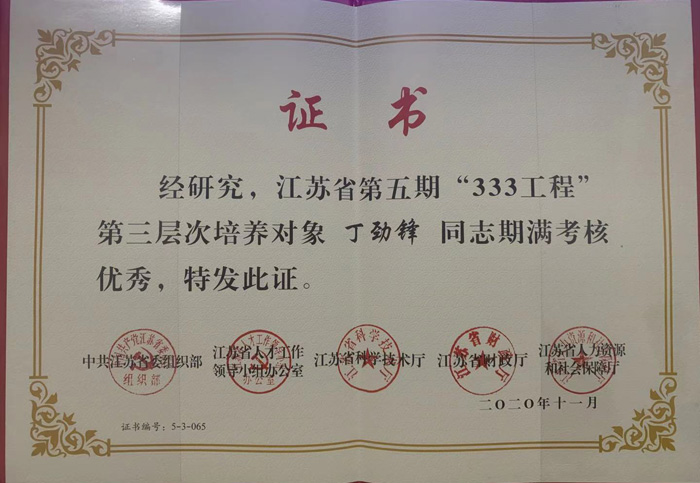 证书
经研究，江苏省第五期“333工程”
第三层次培养对象 丁劲锋 同志期满考核
优秀，特发此证。
中共江苏省委组织部
江苏省人才工作
领导小组办公室
江苏省科学技术厅
江苏省财政厅
江苏省人力资源
和社会保障厅
二〇二〇年十一月
证书编号：5-3-065